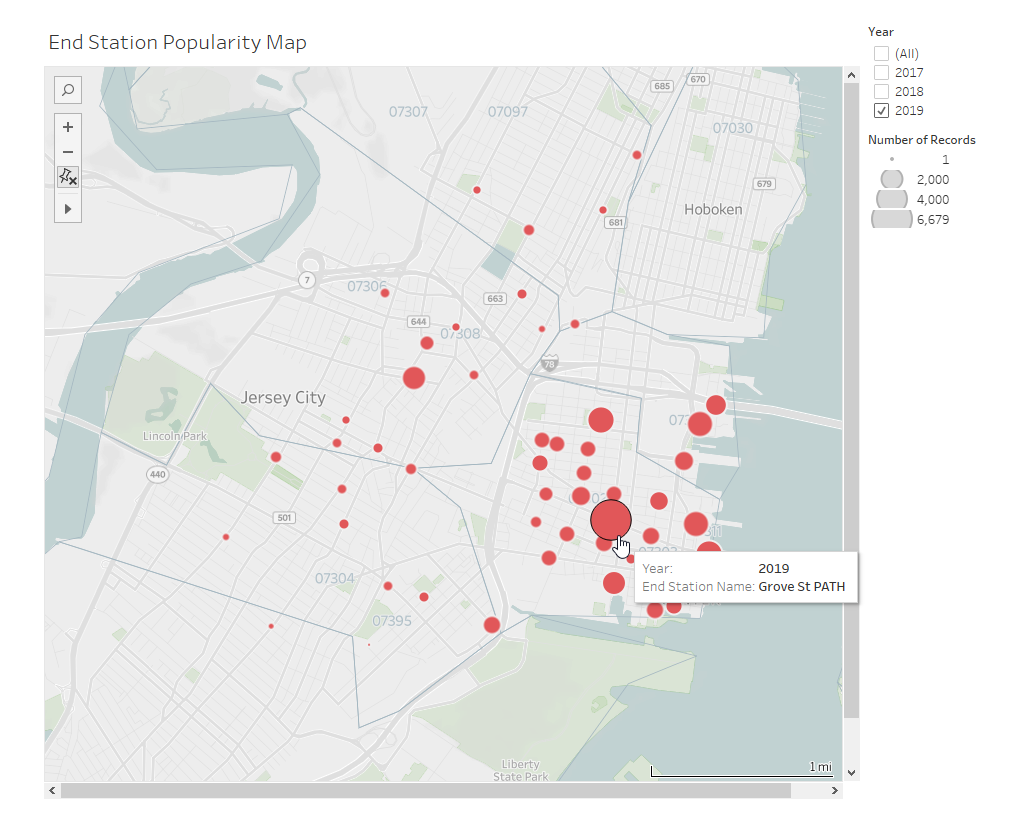 End Station Popularity Map
Year
(All)
2017
2018
2019
Number of Records
1
2,000
4,000
6,679
685
670
07307
07097
07030
679
Hoboken
681
7
07306
663
644
07308
78
Jersey City
Lincoln Park
440
501
07304
07395
Year: 2019
End Station Name: Grove St PATH
Liberty
State Park
1 mi